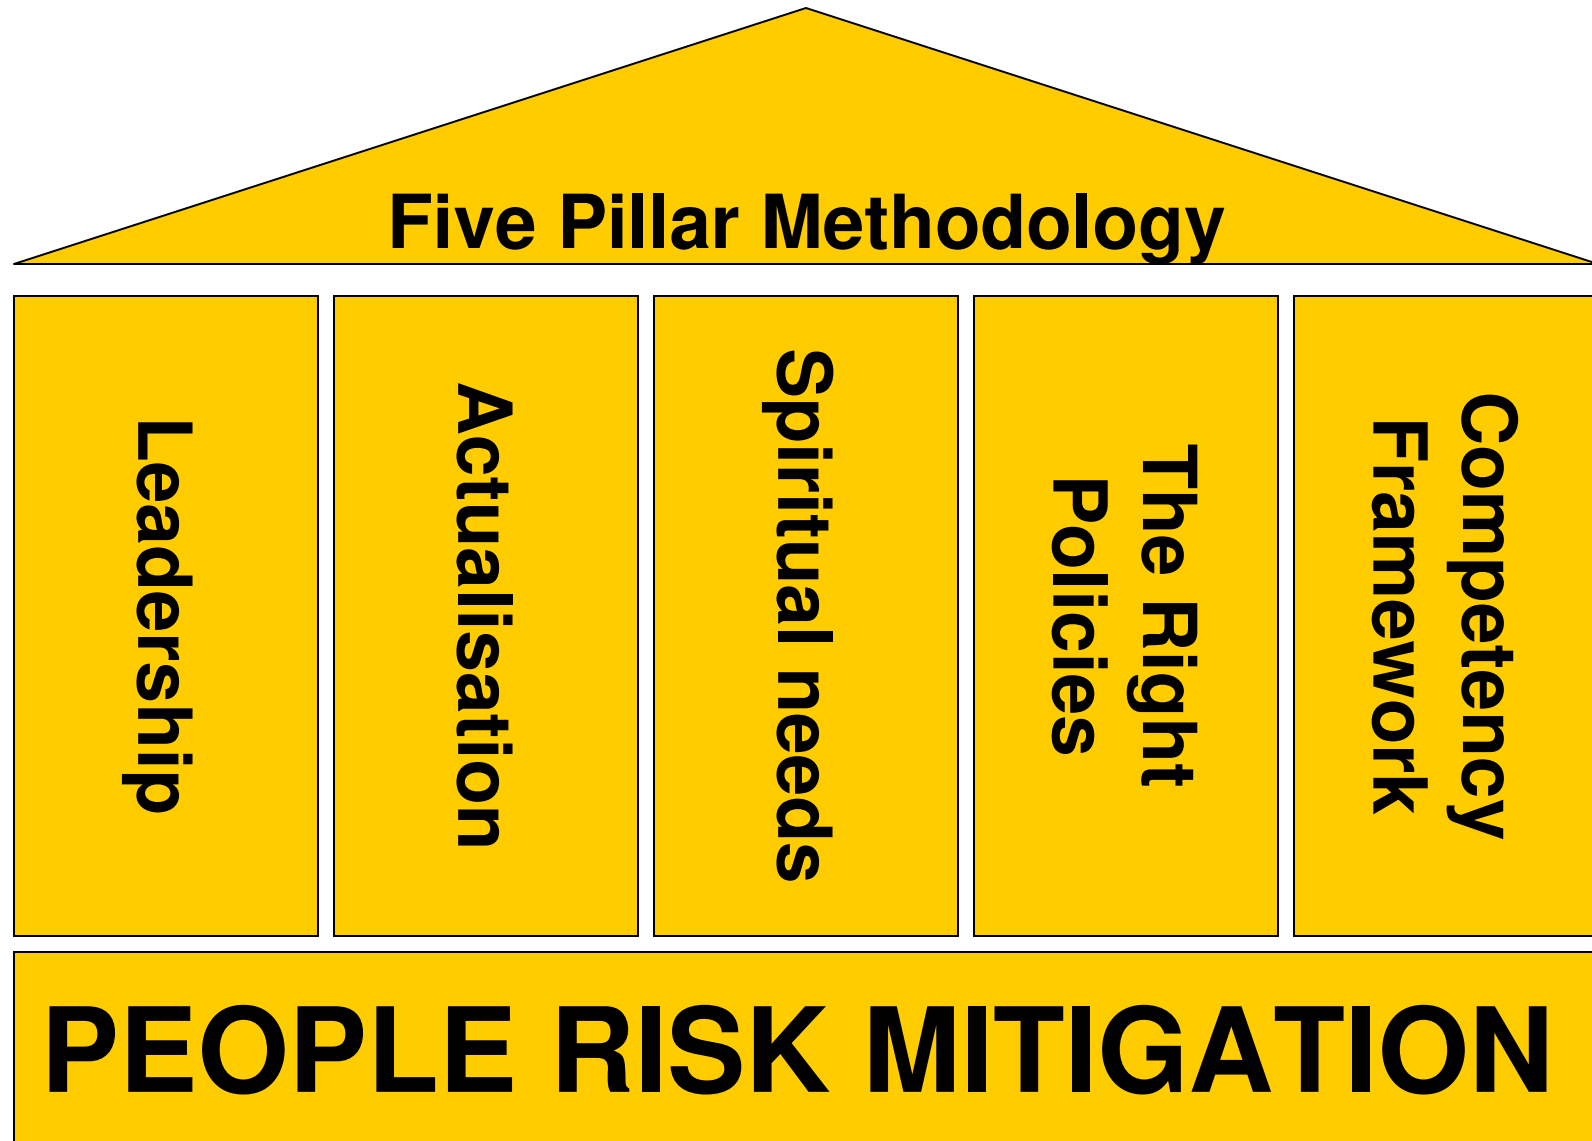 Five Pillar Methodology
Leadership
Actualisation
Spiritual needs
The Right
Policies
Competency
Framework
PEOPLE RISK MITIGATION